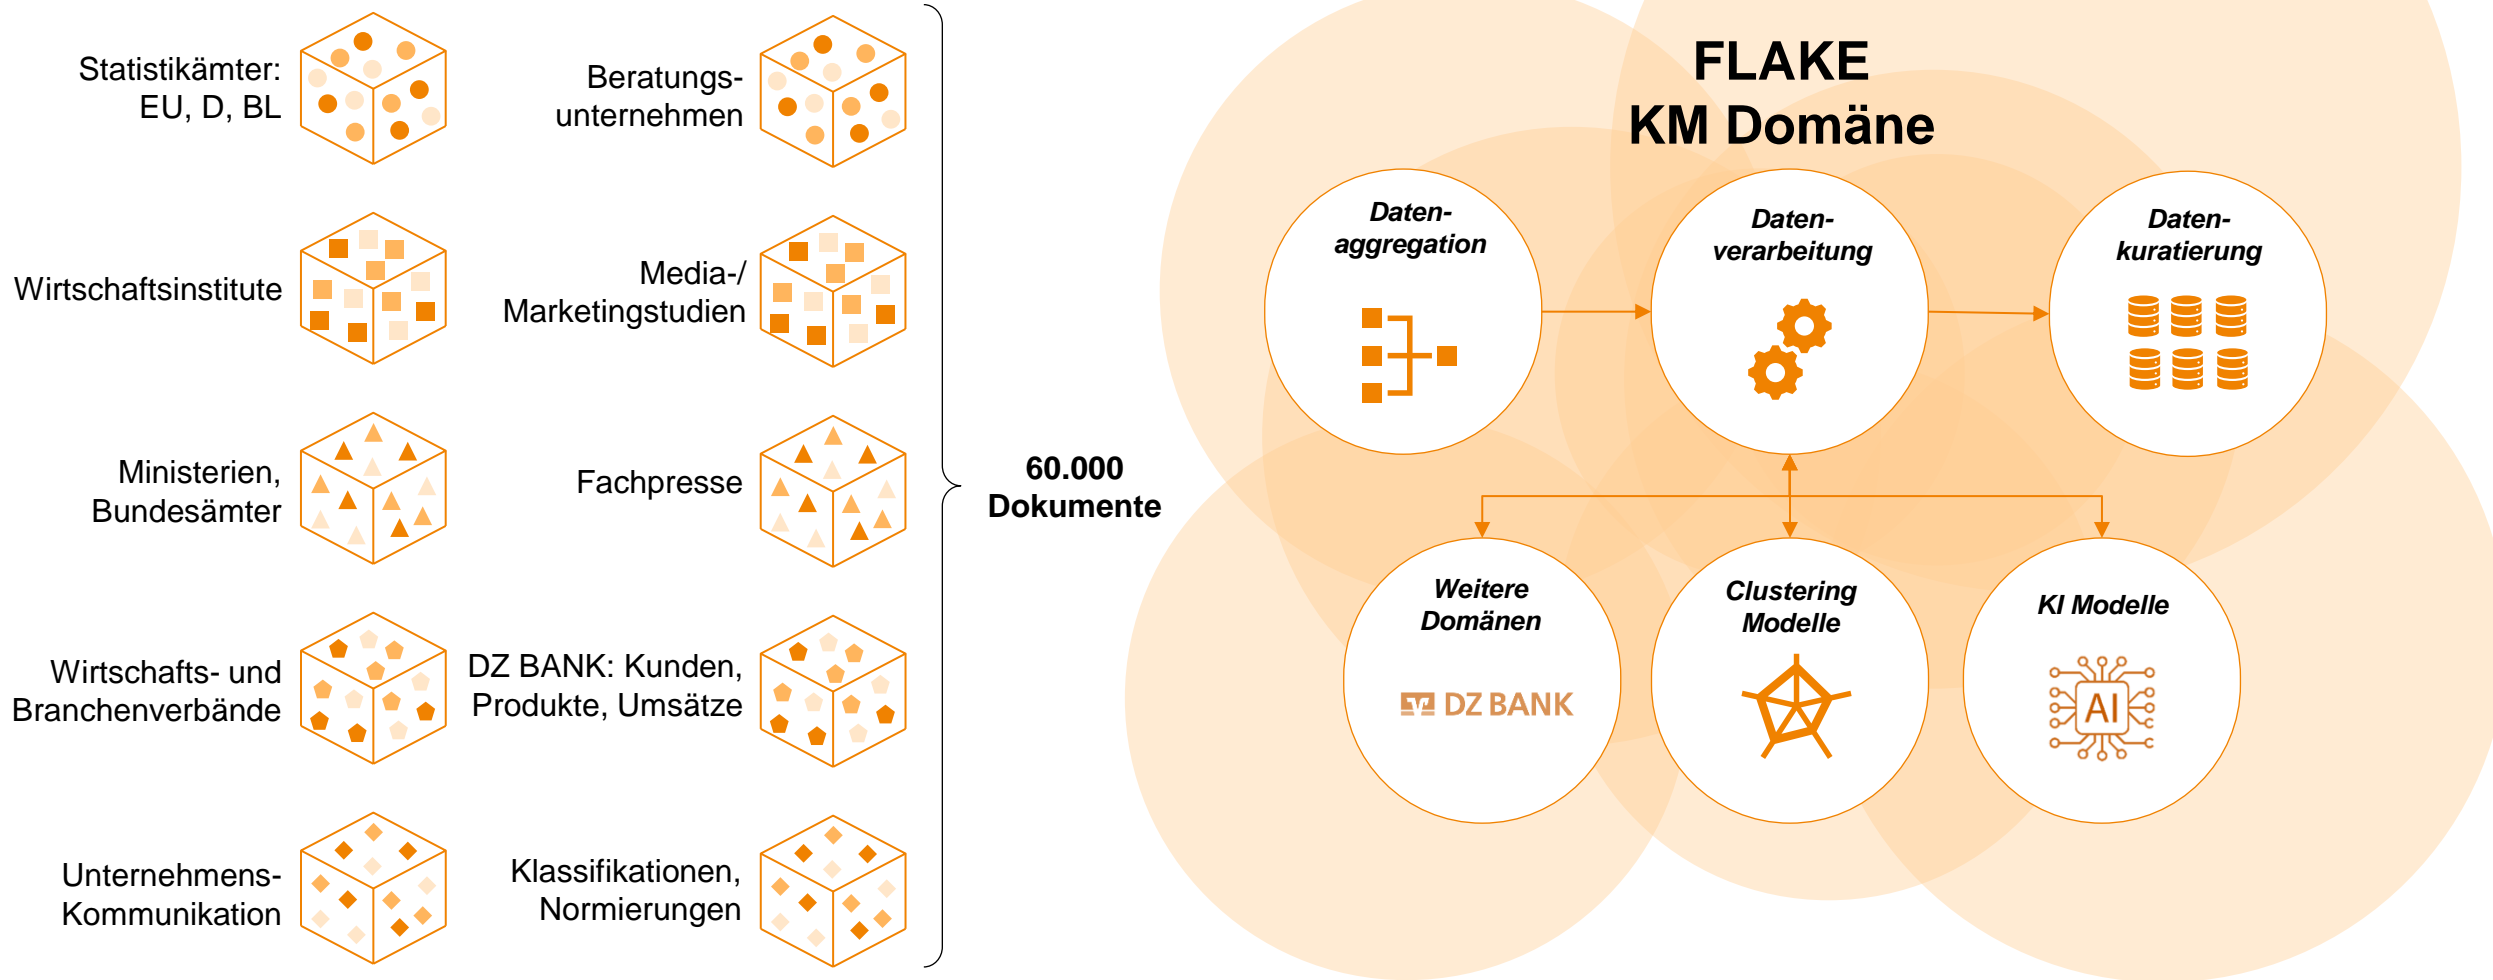 Statistikämter:
EU, D, BL
Beratungs-
unternehmen
Wirtschaftsinstitute
Media-/
Marketingstudien
Ministerien,
Bundesämter
Fachpresse
Wirtschafts- und
Branchenverbände
DZ BANK: Kunden,
Produkte, Umsätze
Unternehmens-
Kommunikation
Klassifikationen,
Normierungen
60.000
Dokumente
FLAKE
KM Domäne
Daten-
aggregation
Daten-
verarbeitung
Daten-
kuratierung
Weitere
Domänen
DZ BANK
Clustering
Modelle
KI Modelle
AI